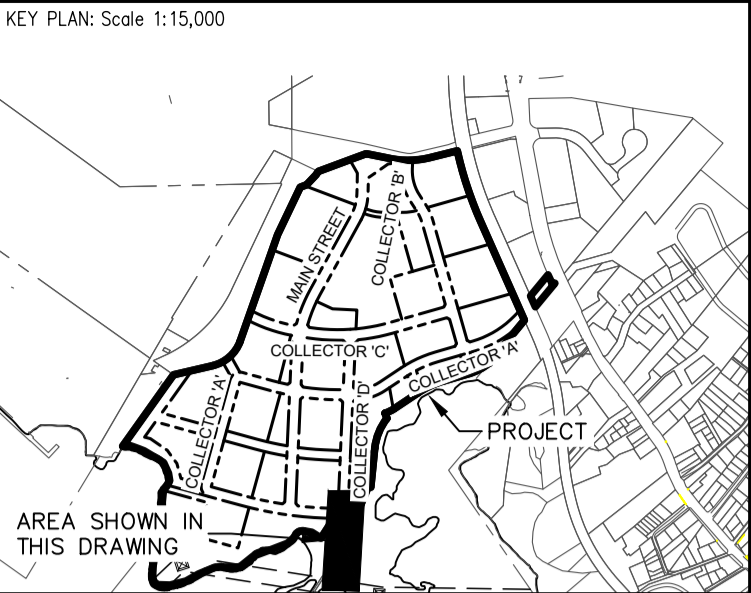 KEY PLAN: Scale 1:15,000
MAIN STREET
COLLECTOR 'B'
COLLECTOR 'C'
COLLECTOR 'A'
COLLECTOR 'A'
COLLECTOR 'D'
PROJECT
AREA SHOWN IN
THIS DRAWING